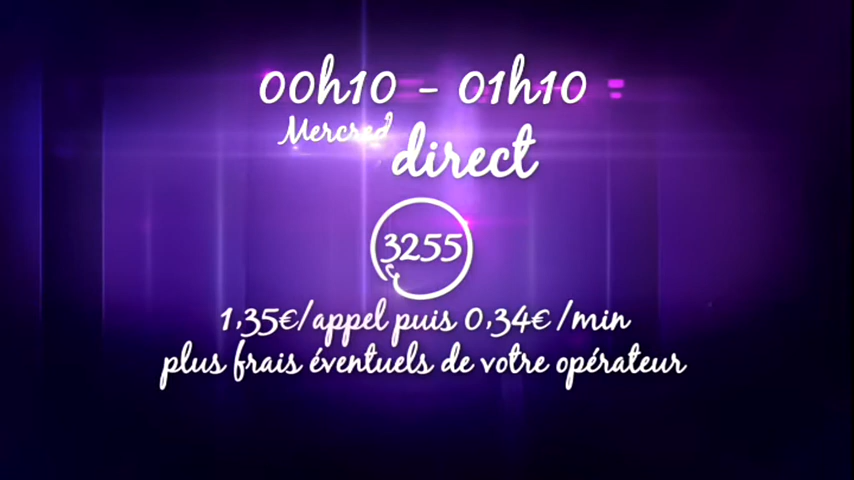 00h10 - 01h10
Mercred
direct
3255
1,35€/appel puis 0,34€/min
plus frais éventuels de votre opérateur